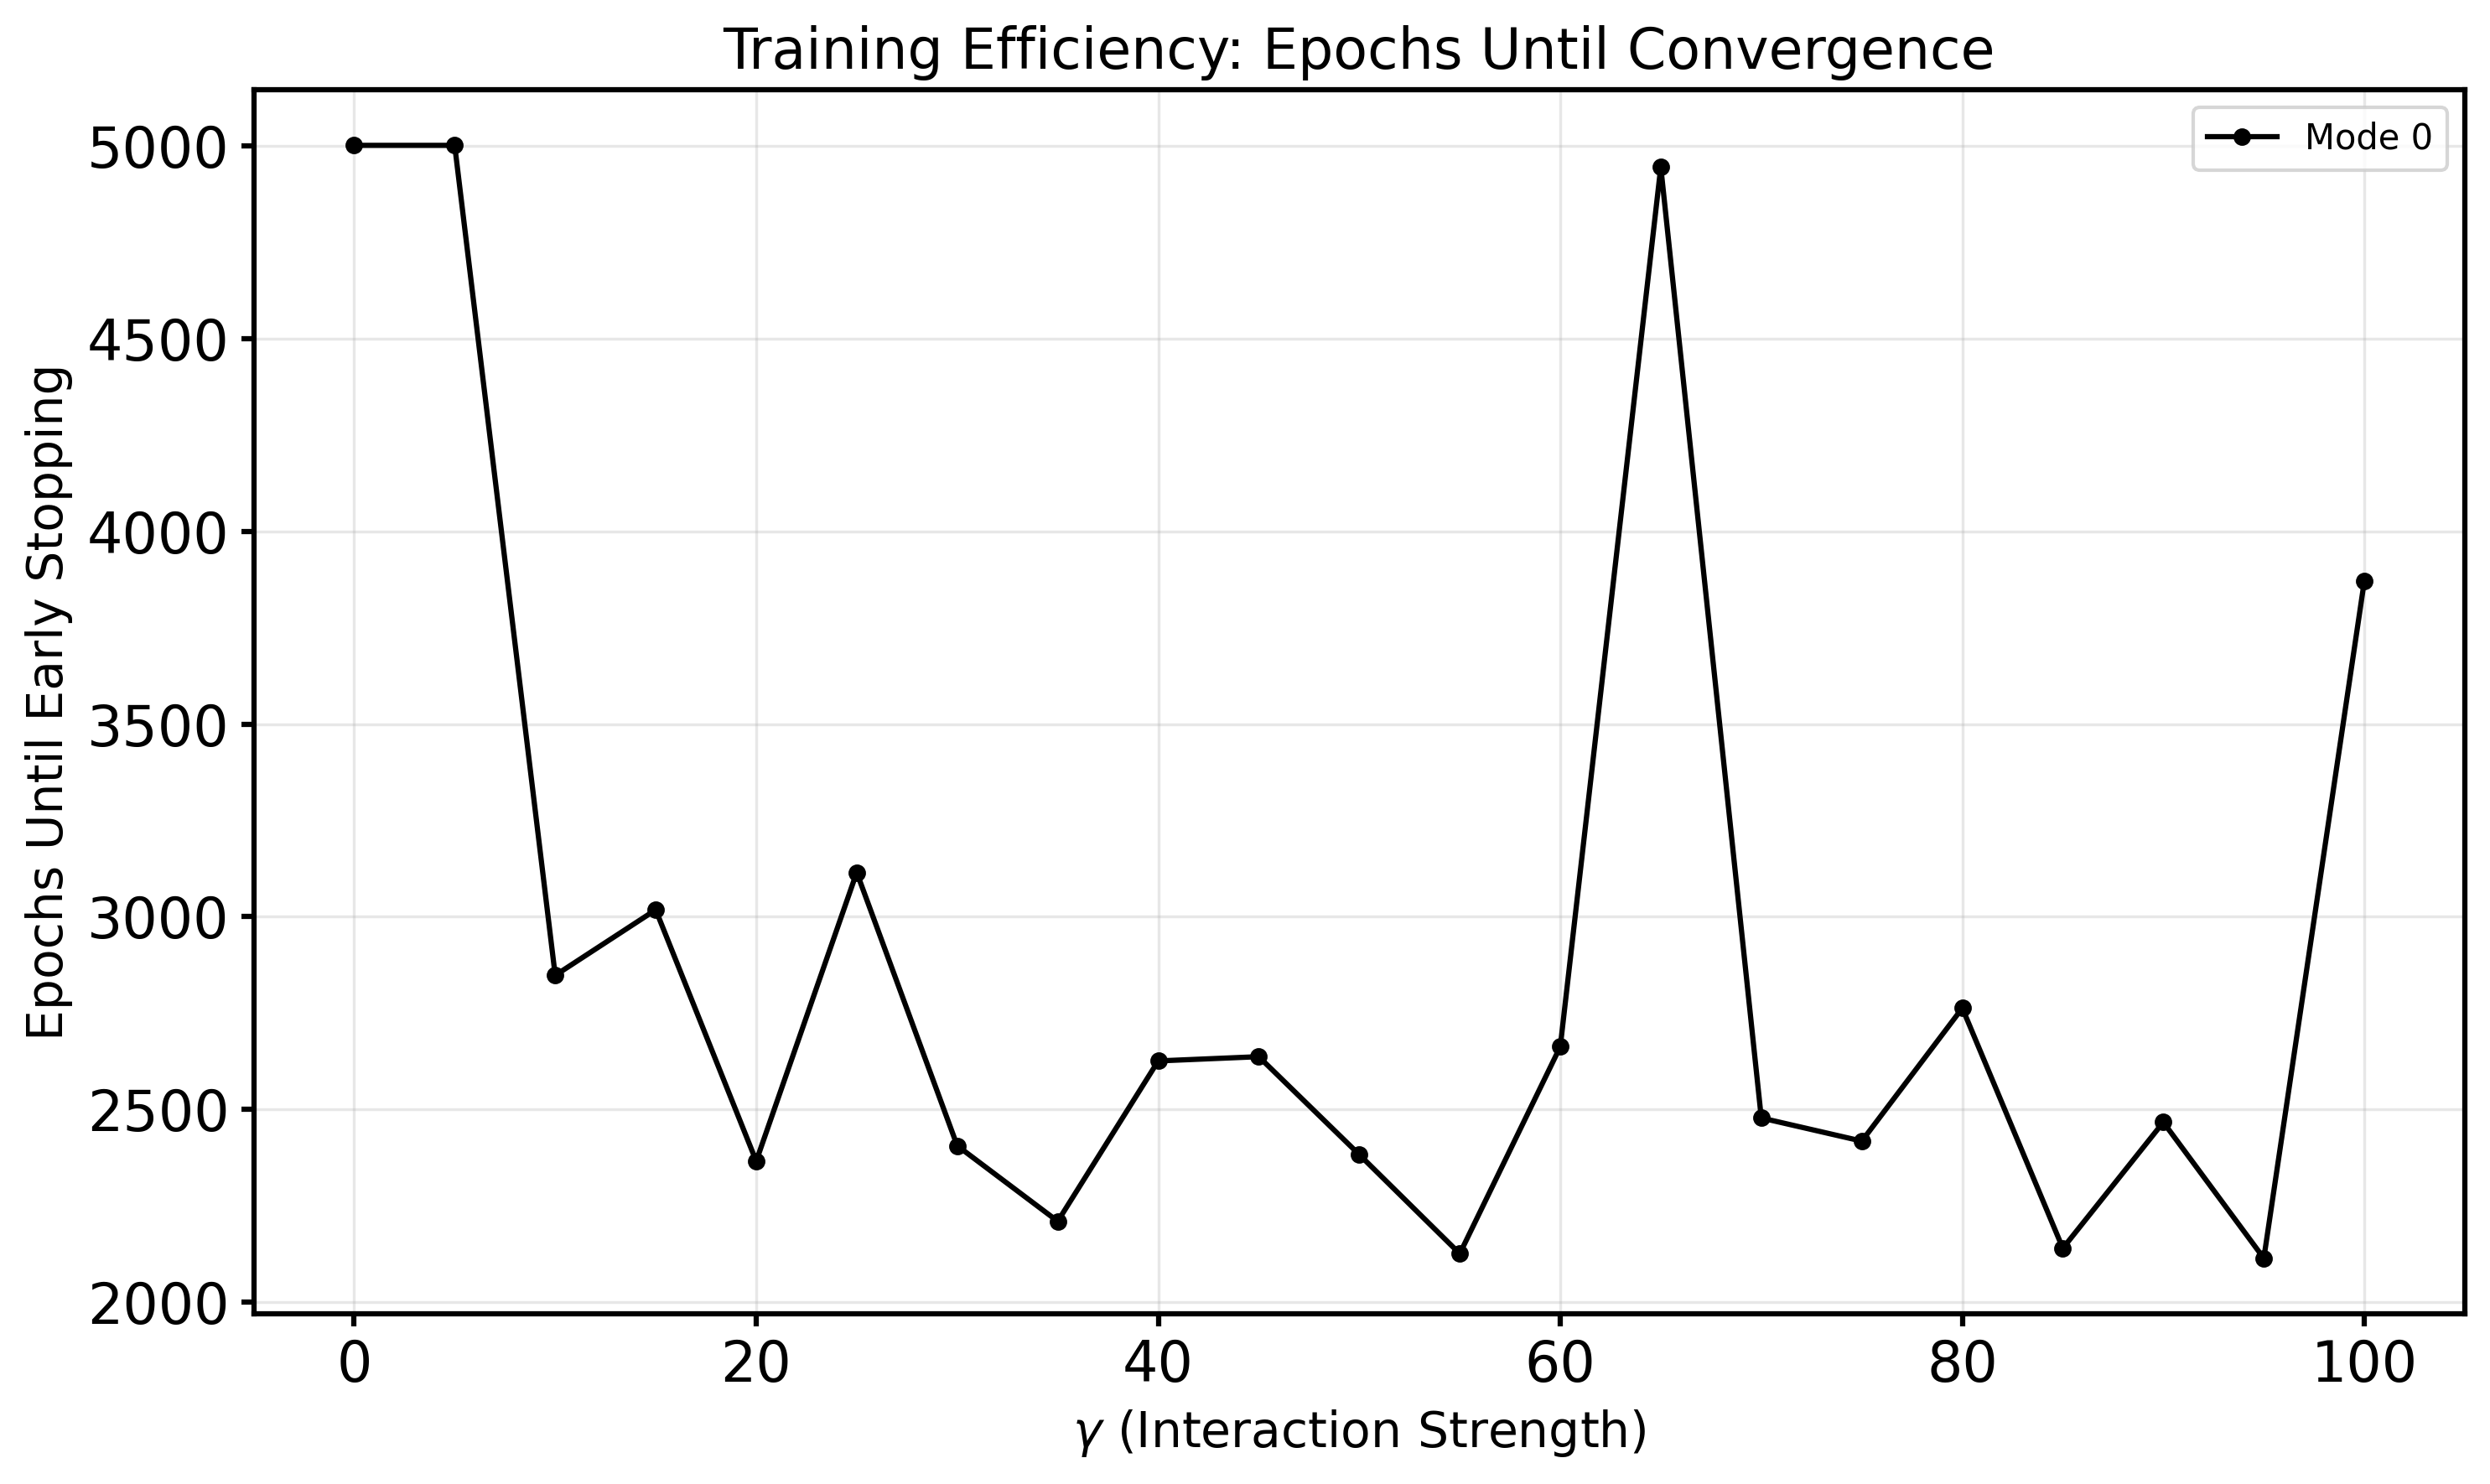 Training Efficiency: Epochs Until Convergence
Mode 0
Epochs Until Early Stopping
5000
4500
4000
3500
3000
2500
2000
0 20 40 60 80 100
γ (Interaction Strength)